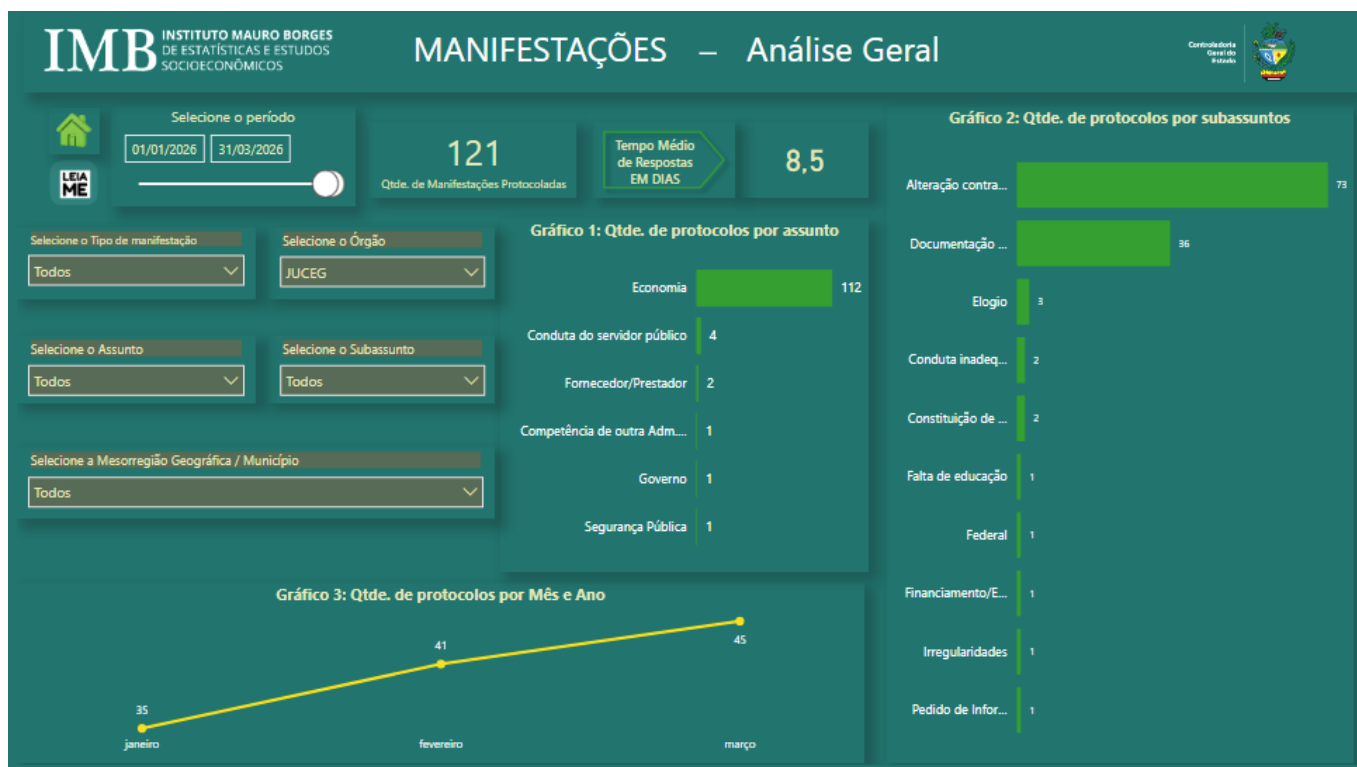 IMB
INSTITUTO MAURO BORGES
DE ESTATÍSTICAS E ESTUDOS
SOCIOECONÔMICOS
MANIFESTAÇÕES – Análise Geral
Controladoria
Geral do
Estado
LEIA
ME
Selecione o período
01/01/2026 31/03/2026
121
Qtde. de Manifestações Protocoladas
Tempo Médio
de Respostas
EM DIAS
8,5
Selecione o Tipo de manifestação
Todos
Selecione o Órgão
JUCEG
Selecione o Assunto
Todos
Selecione o Subassunto
Todos
Selecione a Mesorregião Geográfica / Município
Todos
Gráfico 1: Qtde. de protocolos por assunto
Economia 112
Conduta do servidor público 4
Fornecedor/Prestador 2
Competência de outra Adm.... 1
Governo 1
Segurança Pública 1
Gráfico 2: Qtde. de protocolos por subassuntos
Alteração contra... 73
Documentação ... 36
Elogio 3
Conduta inadeq... 2
Constituição de ... 2
Falta de educação 1
Federal 1
Financiamento/E... 1
Irregularidades 1
Pedido de Infor... 1
Gráfico 3: Qtde. de protocolos por Mês e Ano
35
41
45
janeiro
fevereiro
março